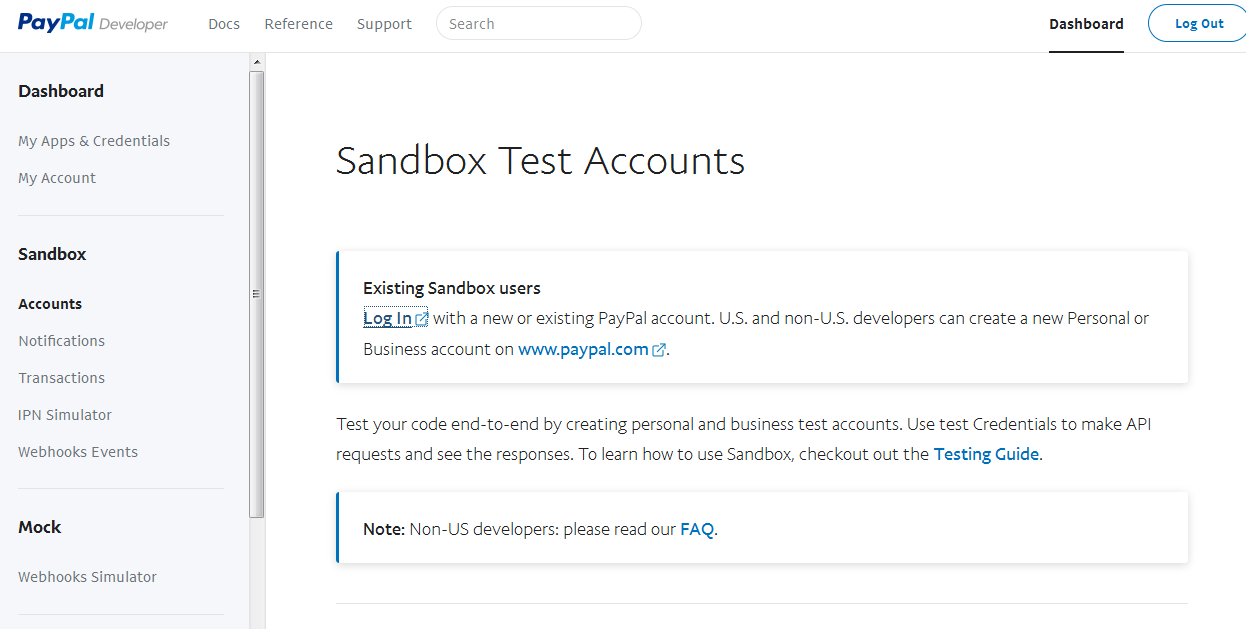 PayPal Developer
Docs
Reference
Support
Search
Dashboard
Log Out
Dashboard
My Apps & Credentials
My Account
Sandbox
Accounts
Notifications
Transactions
IPN Simulator
Webhooks Events
Mock
Webhooks Simulator
Sandbox Test Accounts
Existing Sandbox users
Log In with a new or existing PayPal account. U.S. and non-U.S. developers can create a new Personal or
Business account on www.paypal.com.
Test your code end-to-end by creating personal and business test accounts. Use test Credentials to make API
requests and see the responses. To learn how to use Sandbox, checkout out the Testing Guide.
Note: Non-US developers: please read our FAQ.